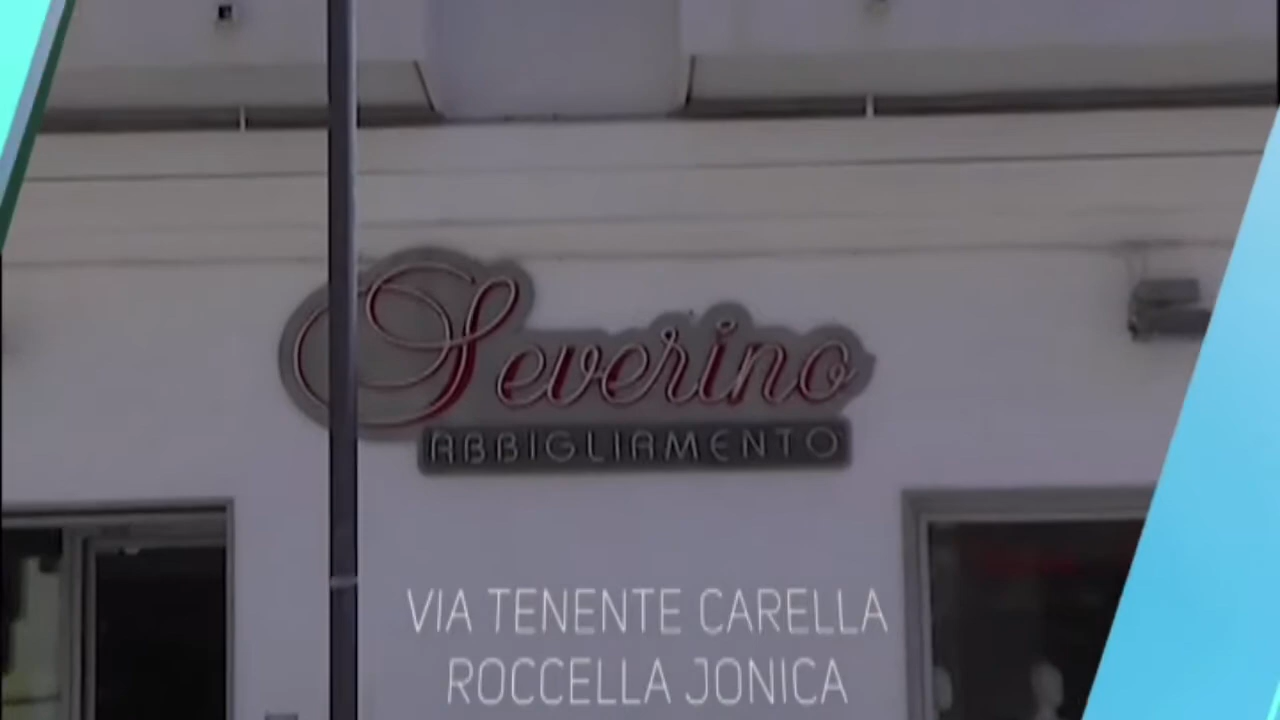 Severino
ABBIGLIAMENTO
VIA TENENTE CARELLA
ROCCELLA JONICA